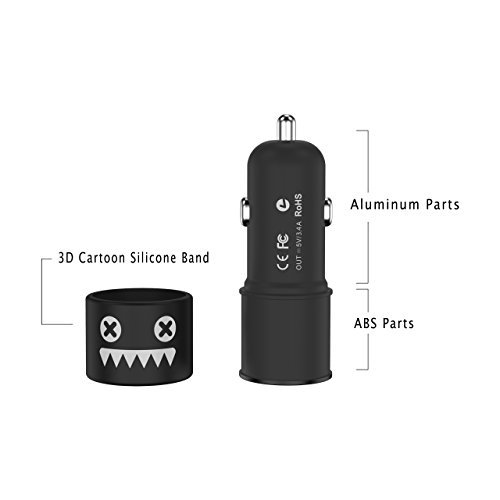 3D Cartoon Silicone Band
Aluminum Parts
ABS Parts
CE FC RoHS
OUT=5V/3.4A